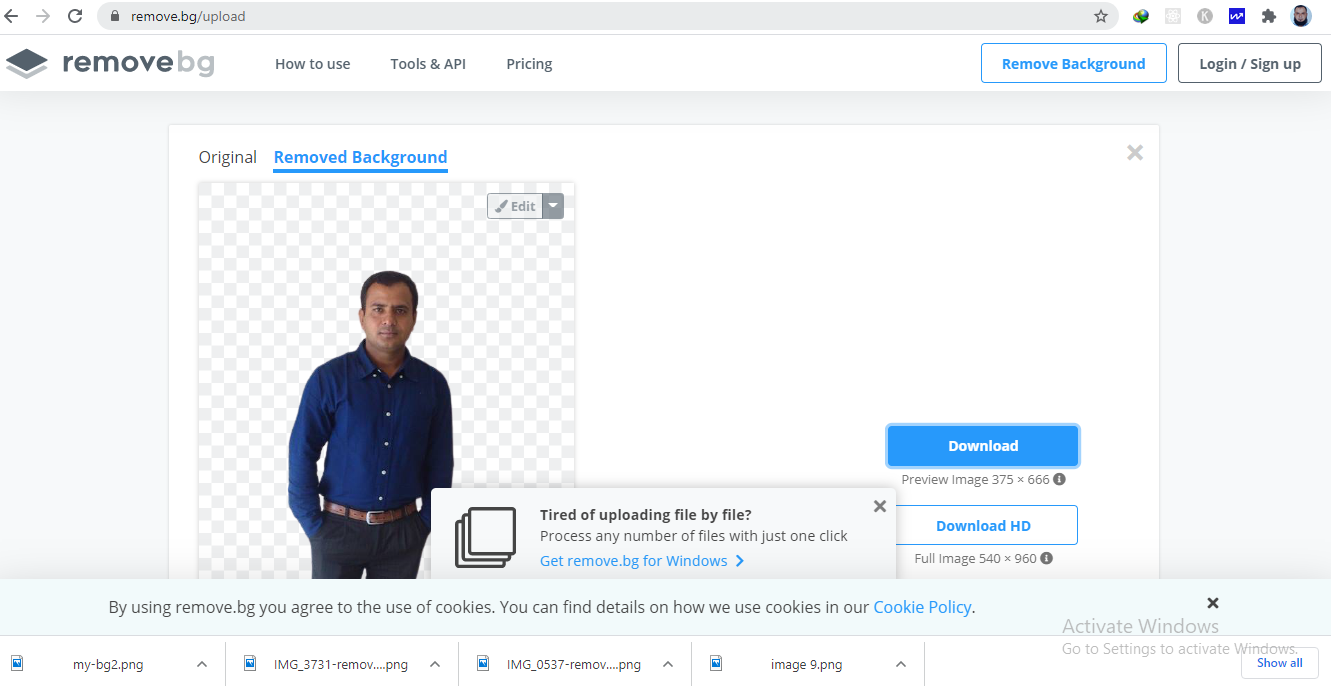 remove.bg/upload
removebg
How to use
Tools & API
Pricing
Remove Background
Login / Sign up
Original
Removed Background
Edit
Download
Preview Image 375 × 666
Download HD
Full Image 540 × 960
Tired of uploading file by file?
Process any number of files with just one click
Get remove.bg for Windows
By using remove.bg you agree to the use of cookies. You can find details on how we use cookies in our Cookie Policy.
Activate Windows
Go to Settings to activate Windows.
my-bg2.png
IMG_3731-remov....png
IMG_0537-remov....png
image 9.png
Show all